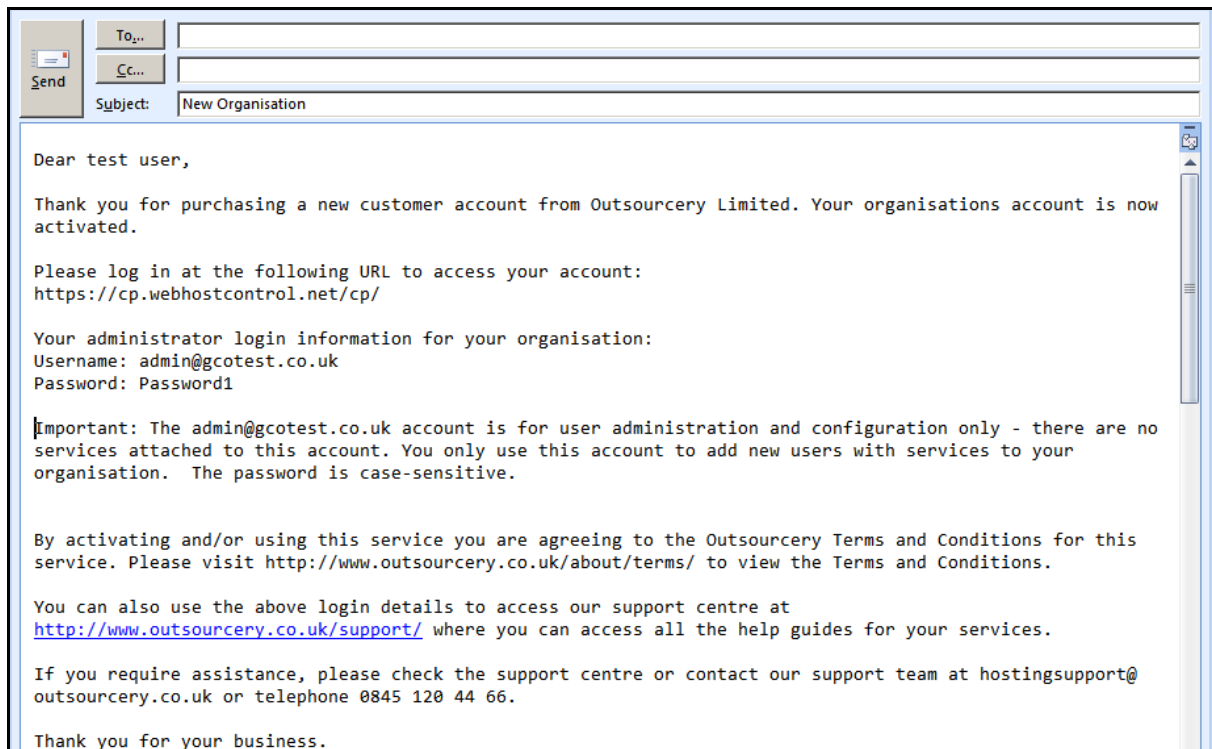 To...
Cc...
Send
Subject: New Organisation
Dear test user,
Thank you for purchasing a new customer account from Outsourcery Limited. Your organisations account is now
activated.
Please log in at the following URL to access your account:
https://cp.webhostcontrol.net/cp/
Your administrator login information for your organisation:
Username: admin@gcotest.co.uk
Password: Password1
Important: The admin@gcotest.co.uk account is for user administration and configuration only - there are no
services attached to this account. You only use this account to add new users with services to your
organisation.  The password is case-sensitive.
By activating and/or using this service you are agreeing to the Outsourcery Terms and Conditions for this
service. Please visit http://www.outsourcery.co.uk/about/terms/ to view the Terms and Conditions.
You can also use the above login details to access our support centre at
http://www.outsourcery.co.uk/support/ where you can access all the help guides for your services.
If you require assistance, please check the support centre or contact our support team at hostingsupport@
outsourcery.co.uk or telephone 0845 120 44 66.
Thank you for your business.